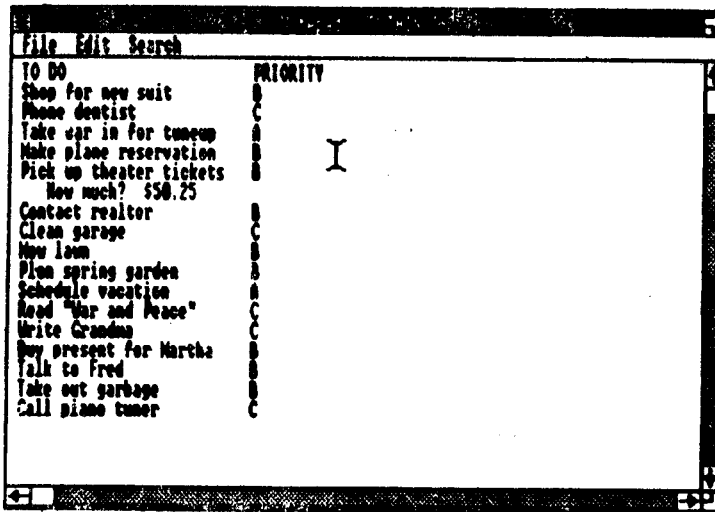 File Edit Search
TO DO PRIORITY
Shop for new suit B
Phone dentist C
Take car in for tuneup A
Make plane reservation B
Pick up theater tickets B
How much? $50.25
Contact realtor B
Clean garage C
Mow lawn B
Plan spring garden B
Schedule vacation A
Read "War and Peace" C
Write Grandma C
Buy present for Martha B
Talk to Fred B
Take out garbage B
Call piano tuner C